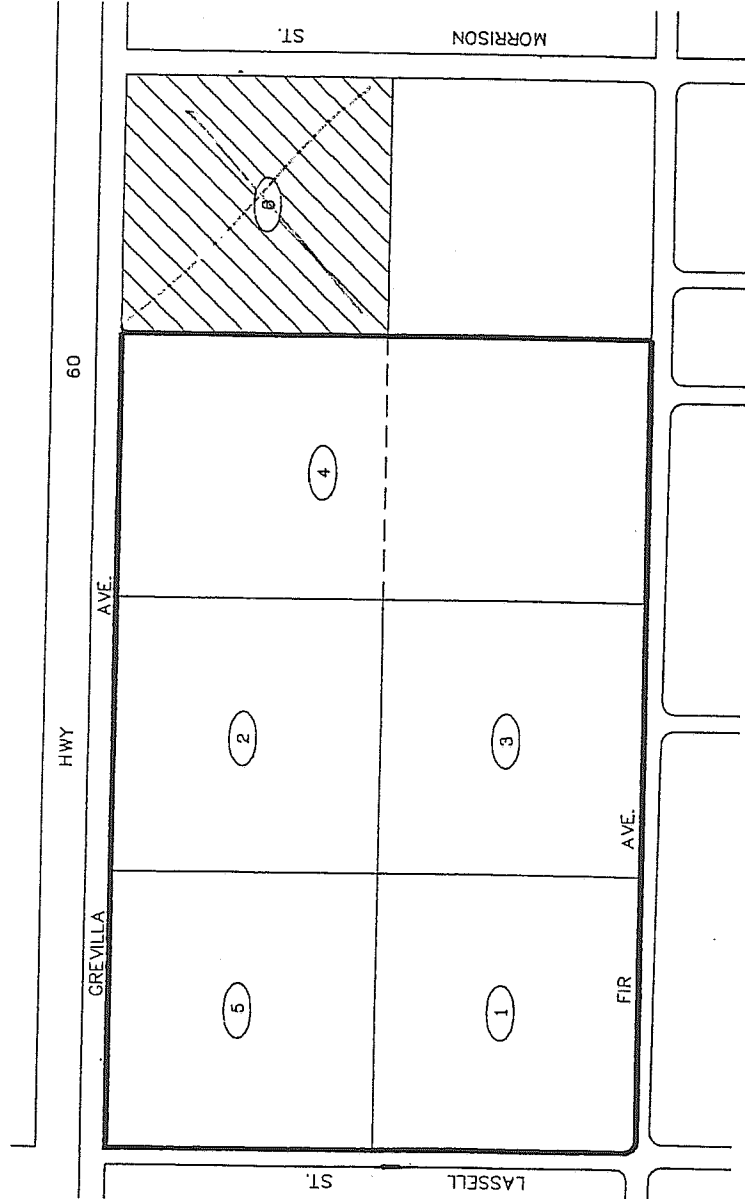 HWY 60
GREVILLA AVE.
LASSELL ST.
MORRISON ST.
5
2
4
1
3
FIR AVE.